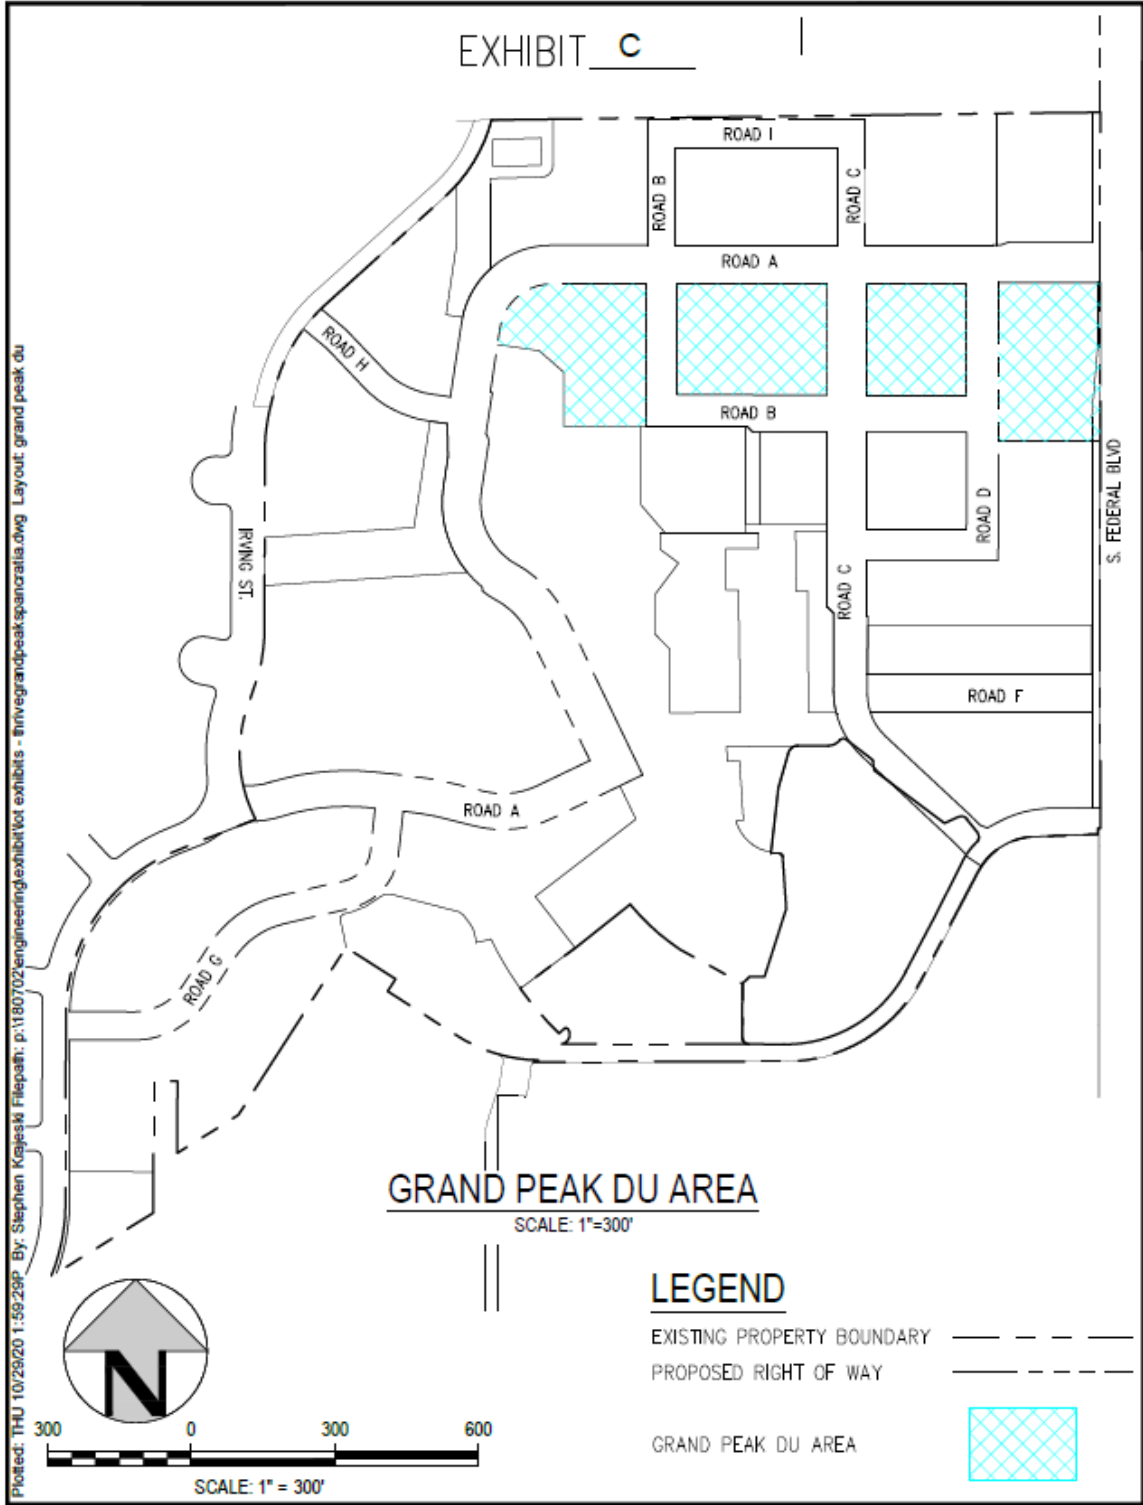 EXHIBIT C
ROAD I
ROAD B
ROAD C
ROAD A
ROAD H
ROAD B
ROAD D
S. FEDERAL BLVD
IRVING ST.
ROAD C
ROAD F
ROAD A
ROAD G
GRAND PEAK DU AREA
SCALE: 1"=300'
LEGEND
EXISTING PROPERTY BOUNDARY
PROPOSED RIGHT OF WAY
GRAND PEAK DU AREA
N
300 0 300 600
SCALE: 1" = 300'
Plotted: THU 10/29/20 1:59:29P By: Stephen Krajeski Filepath: p:\180702\engineering\exhibit\lot exhibits - thrivegrandpeakspancratia.dwg Layout: grand peak du